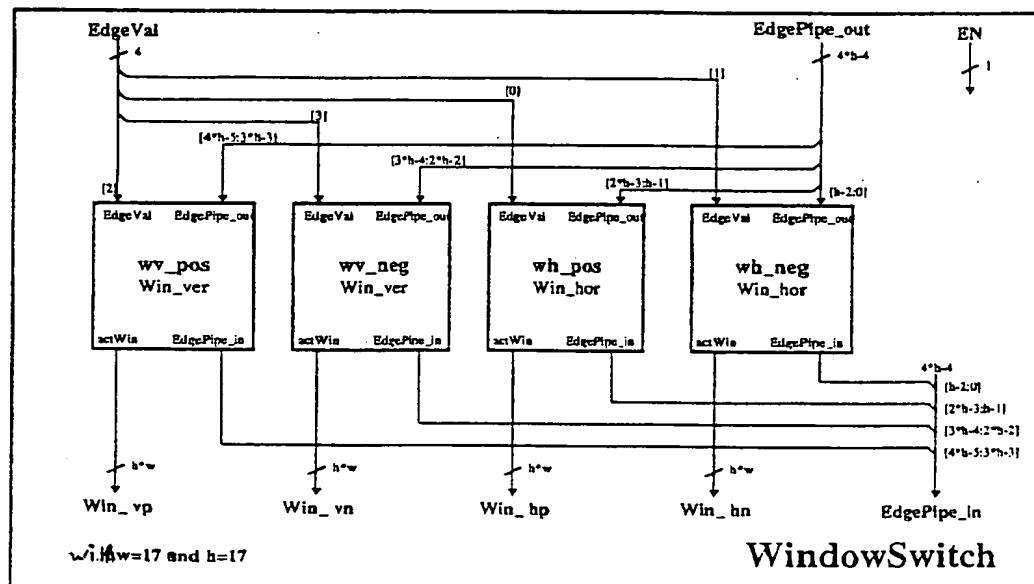 EdgeVal EdgePipe_out EN
4 4*h-4 1
[1]
[0]
[3]
[4*h-5:3*h-3]
[3*h-4:2*h-2]
[2] [2*h-3:h-1] [h-2:0]
EdgeVal EdgePipe_out EdgeVal EdgePipe_out EdgeVal EdgePipe_out EdgeVal EdgePipe_out
wv_pos wv_neg wh_pos wh_neg
Win_ver Win_ver Win_hor Win_hor
actWin EdgePipe_in actWin EdgePipe_in actWin EdgePipe_in actWin EdgePipe_in
4*h-4
[h-2:0]
[2*h-3:h-1]
[3*h-4:2*h-2]
[4*h-5:3*h-3]
h*w h*w h*w h*w
Win_vp Win_vn Win_hp Win_hn EdgePipe_in
with w=17 and h=17 WindowSwitch